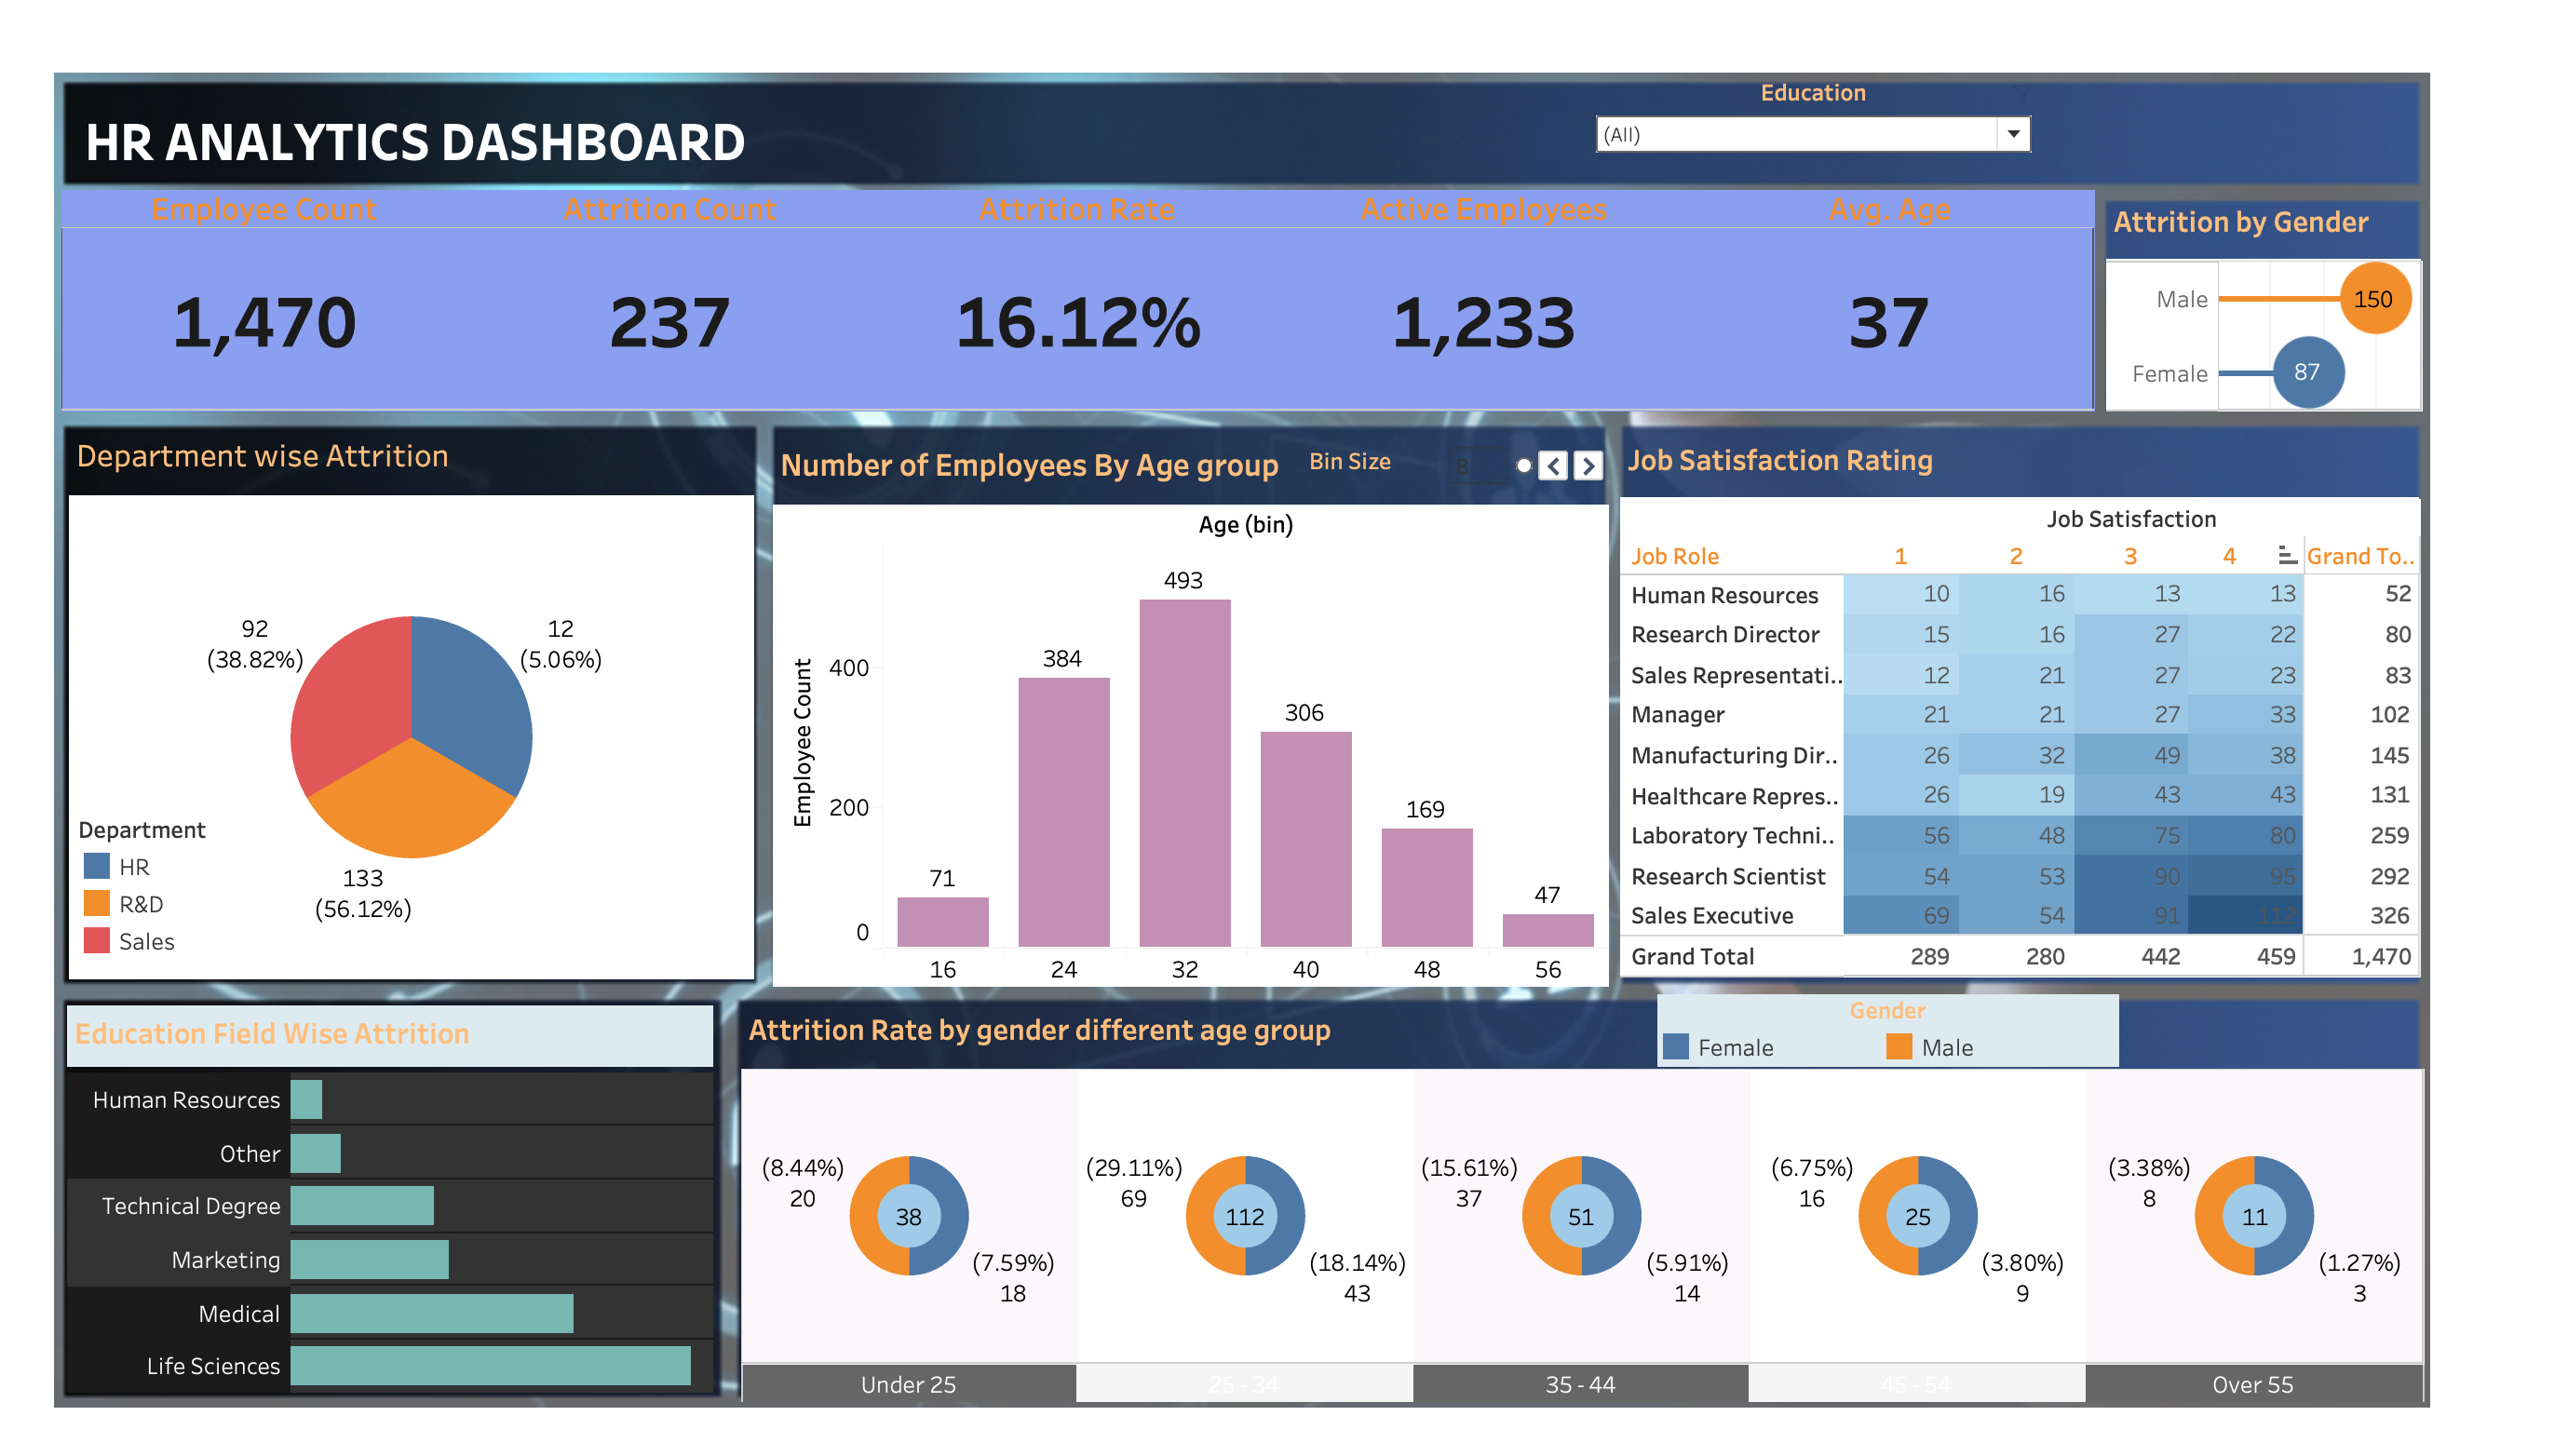 Education
HR ANALYTICS DASHBOARD
(All)
Employee Count Attrition Count Attrition Rate Active Employees Avg. Age
1,470 237 16.12% 1,233 37
Attrition by Gender
Male 150
Female 87
Department wise Attrition
92
(38.82%)
12
(5.06%)
133
(56.12%)
Department
HR
R&D
Sales
Number of Employees By Age group
Bin Size 8
Age (bin)
Employee Count
400
200
0
71
384
493
306
169
47
16 24 32 40 48 56
Job Satisfaction Rating
Job Satisfaction
Job Role 1 2 3 4 Grand To..
Human Resources 10 16 13 13 52
Research Director 15 16 27 22 80
Sales Representati.. 12 21 27 23 83
Manager 21 21 27 33 102
Manufacturing Dir.. 26 32 49 38 145
Healthcare Repres.. 26 19 43 43 131
Laboratory Techni.. 56 48 75 80 259
Research Scientist 54 53 90 95 292
Sales Executive 69 54 91 112 326
Grand Total 289 280 442 459 1,470
Education Field Wise Attrition
Human Resources
Other
Technical Degree
Marketing
Medical
Life Sciences
Attrition Rate by gender different age group
Gender
Female Male
(8.44%)
20
38
(7.59%)
18
(29.11%)
69
112
(18.14%)
43
(15.61%)
37
51
(5.91%)
14
(6.75%)
16
25
(3.80%)
9
(3.38%)
8
11
(1.27%)
3
Under 25 25 - 34 35 - 44 45 - 54 Over 55